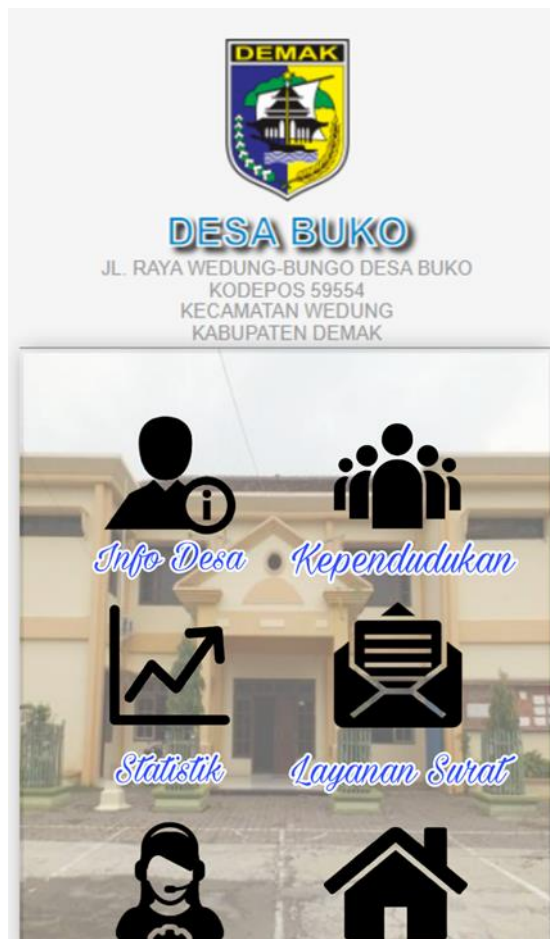 DEMAK
DESA BUKO
JL. RAYA WEDUNG-BUNGO DESA BUKO
KODEPOS 59554
KECAMATAN WEDUNG
KABUPATEN DEMAK
Info Desa Kependudukan
Statistik Layanan Surat